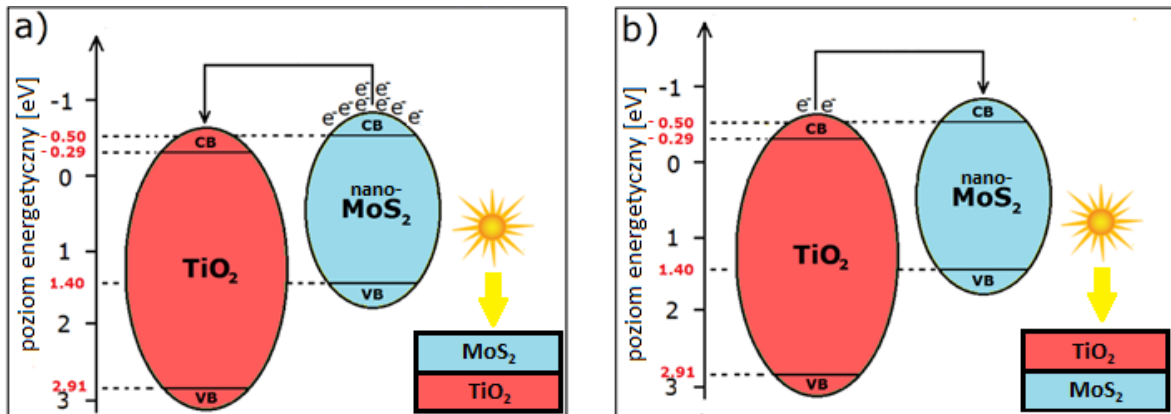 a)
poziom energetyczny [eV]
-1
- 0.50
- 0.29
0
1
1.40
2
2,91
3
e⁻ e⁻ e⁻ e⁻ e⁻ e⁻ e⁻ e⁻
CB
TiO₂
VB
CB
nano-
MoS₂
VB
MoS₂
TiO₂
b)
poziom energetyczny [eV]
-1
- 0.50
- 0.29
0
1
1.40
2
2,91
3
e⁻ e⁻
CB
TiO₂
VB
CB
nano-
MoS₂
VB
TiO₂
MoS₂